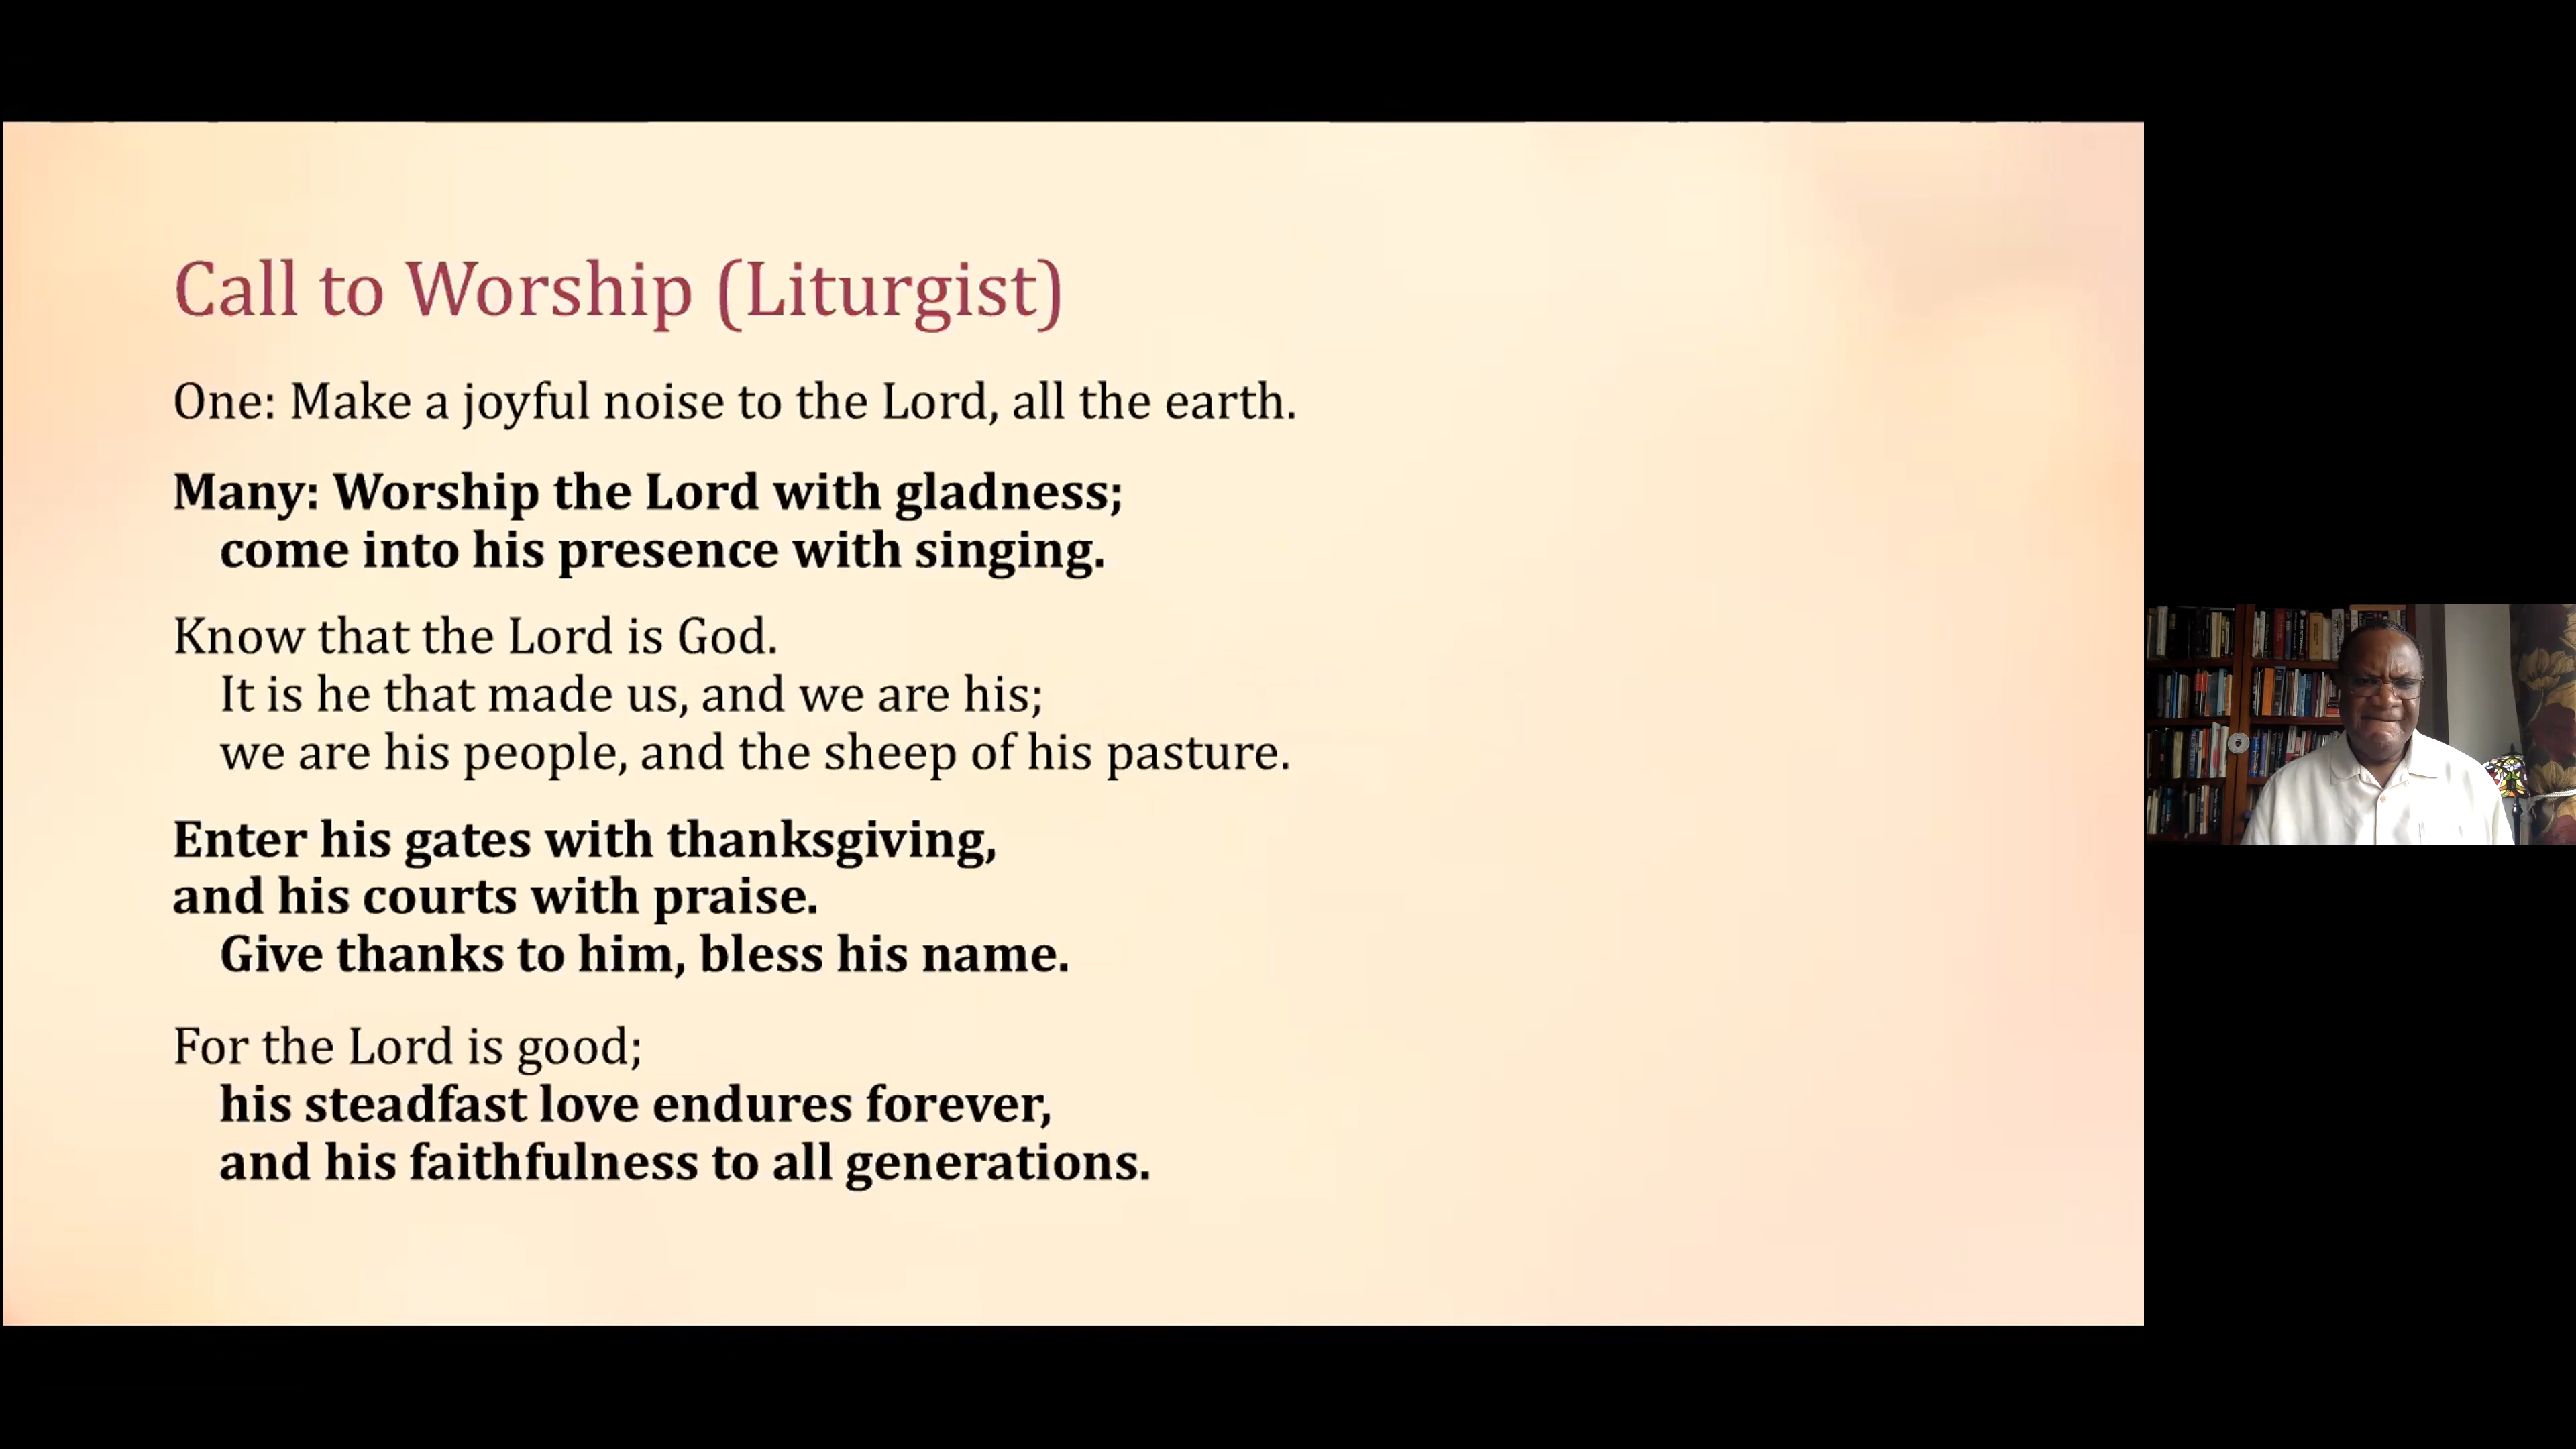 Call to Worship (Liturgist)
One: Make a joyful noise to the Lord, all the earth.
Many: Worship the Lord with gladness;
come into his presence with singing.
Know that the Lord is God.
It is he that made us, and we are his;
we are his people, and the sheep of his pasture.
Enter his gates with thanksgiving,
and his courts with praise.
Give thanks to him, bless his name.
For the Lord is good;
his steadfast love endures forever,
and his faithfulness to all generations.